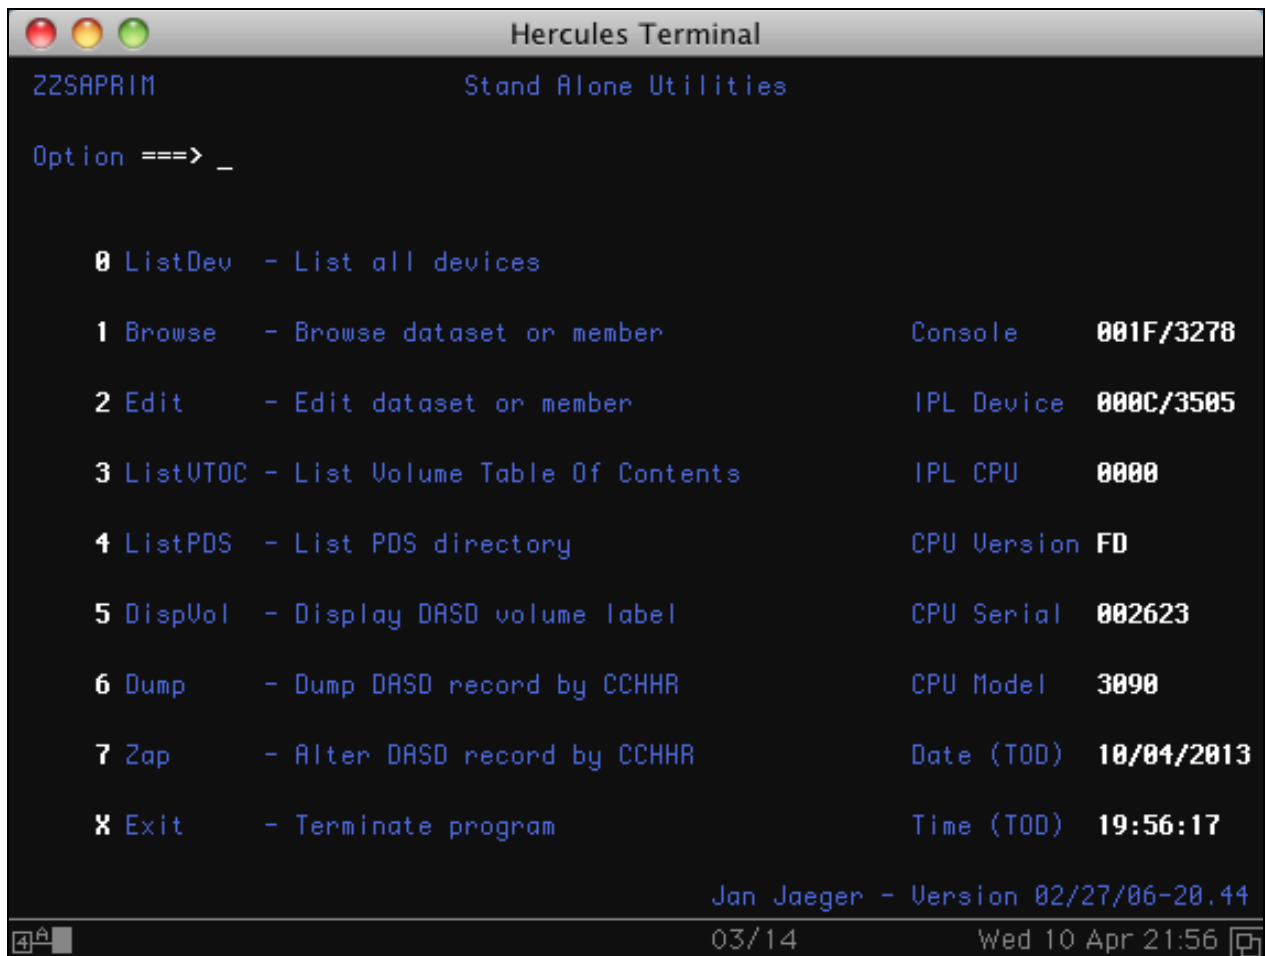 Hercules Terminal
ZZSAPRIM Stand Alone Utilities
Option ===> _
0 ListDev - List all devices
1 Browse - Browse dataset or member Console 001F/3278
2 Edit - Edit dataset or member IPL Device 000C/3505
3 ListVTOC - List Volume Table Of Contents IPL CPU 0000
4 ListPDS - List PDS directory CPU Version FD
5 DispVol - Display DASD volume label CPU Serial 002623
6 Dump - Dump DASD record by CCHHR CPU Model 3090
7 Zap - Alter DASD record by CCHHR Date (TOD) 10/04/2013
X Exit - Terminate program Time (TOD) 19:56:17
Jan Jaeger - Version 02/27/06-20.44
4A 03/14 Wed 10 Apr 21:56